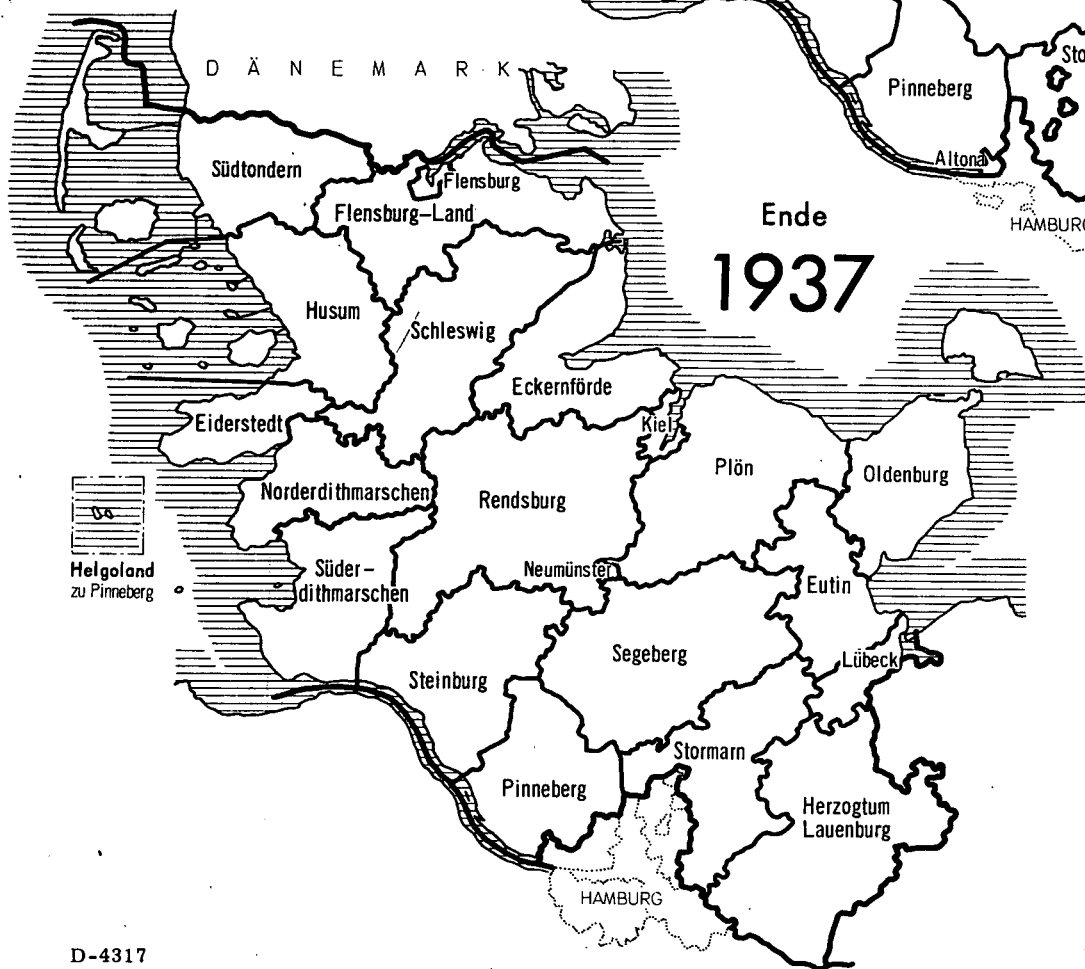 Sto
DÄNEMARK
Pinneberg
Altona
HAMBURG
Südtondern
Flensburg
Flensburg-Land
Ende
1937
Husum
Schleswig
Eckernförde
Eiderstedt
Kiel
Plön
Oldenburg
Norderdithmarschen
Rendsburg
Helgoland
zu Pinneberg
Süder-
dithmarschen
Neumünster
Eutin
Segeberg
Lübeck
Steinburg
Stormarn
Pinneberg
Herzogtum
Lauenburg
HAMBURG
D-4317